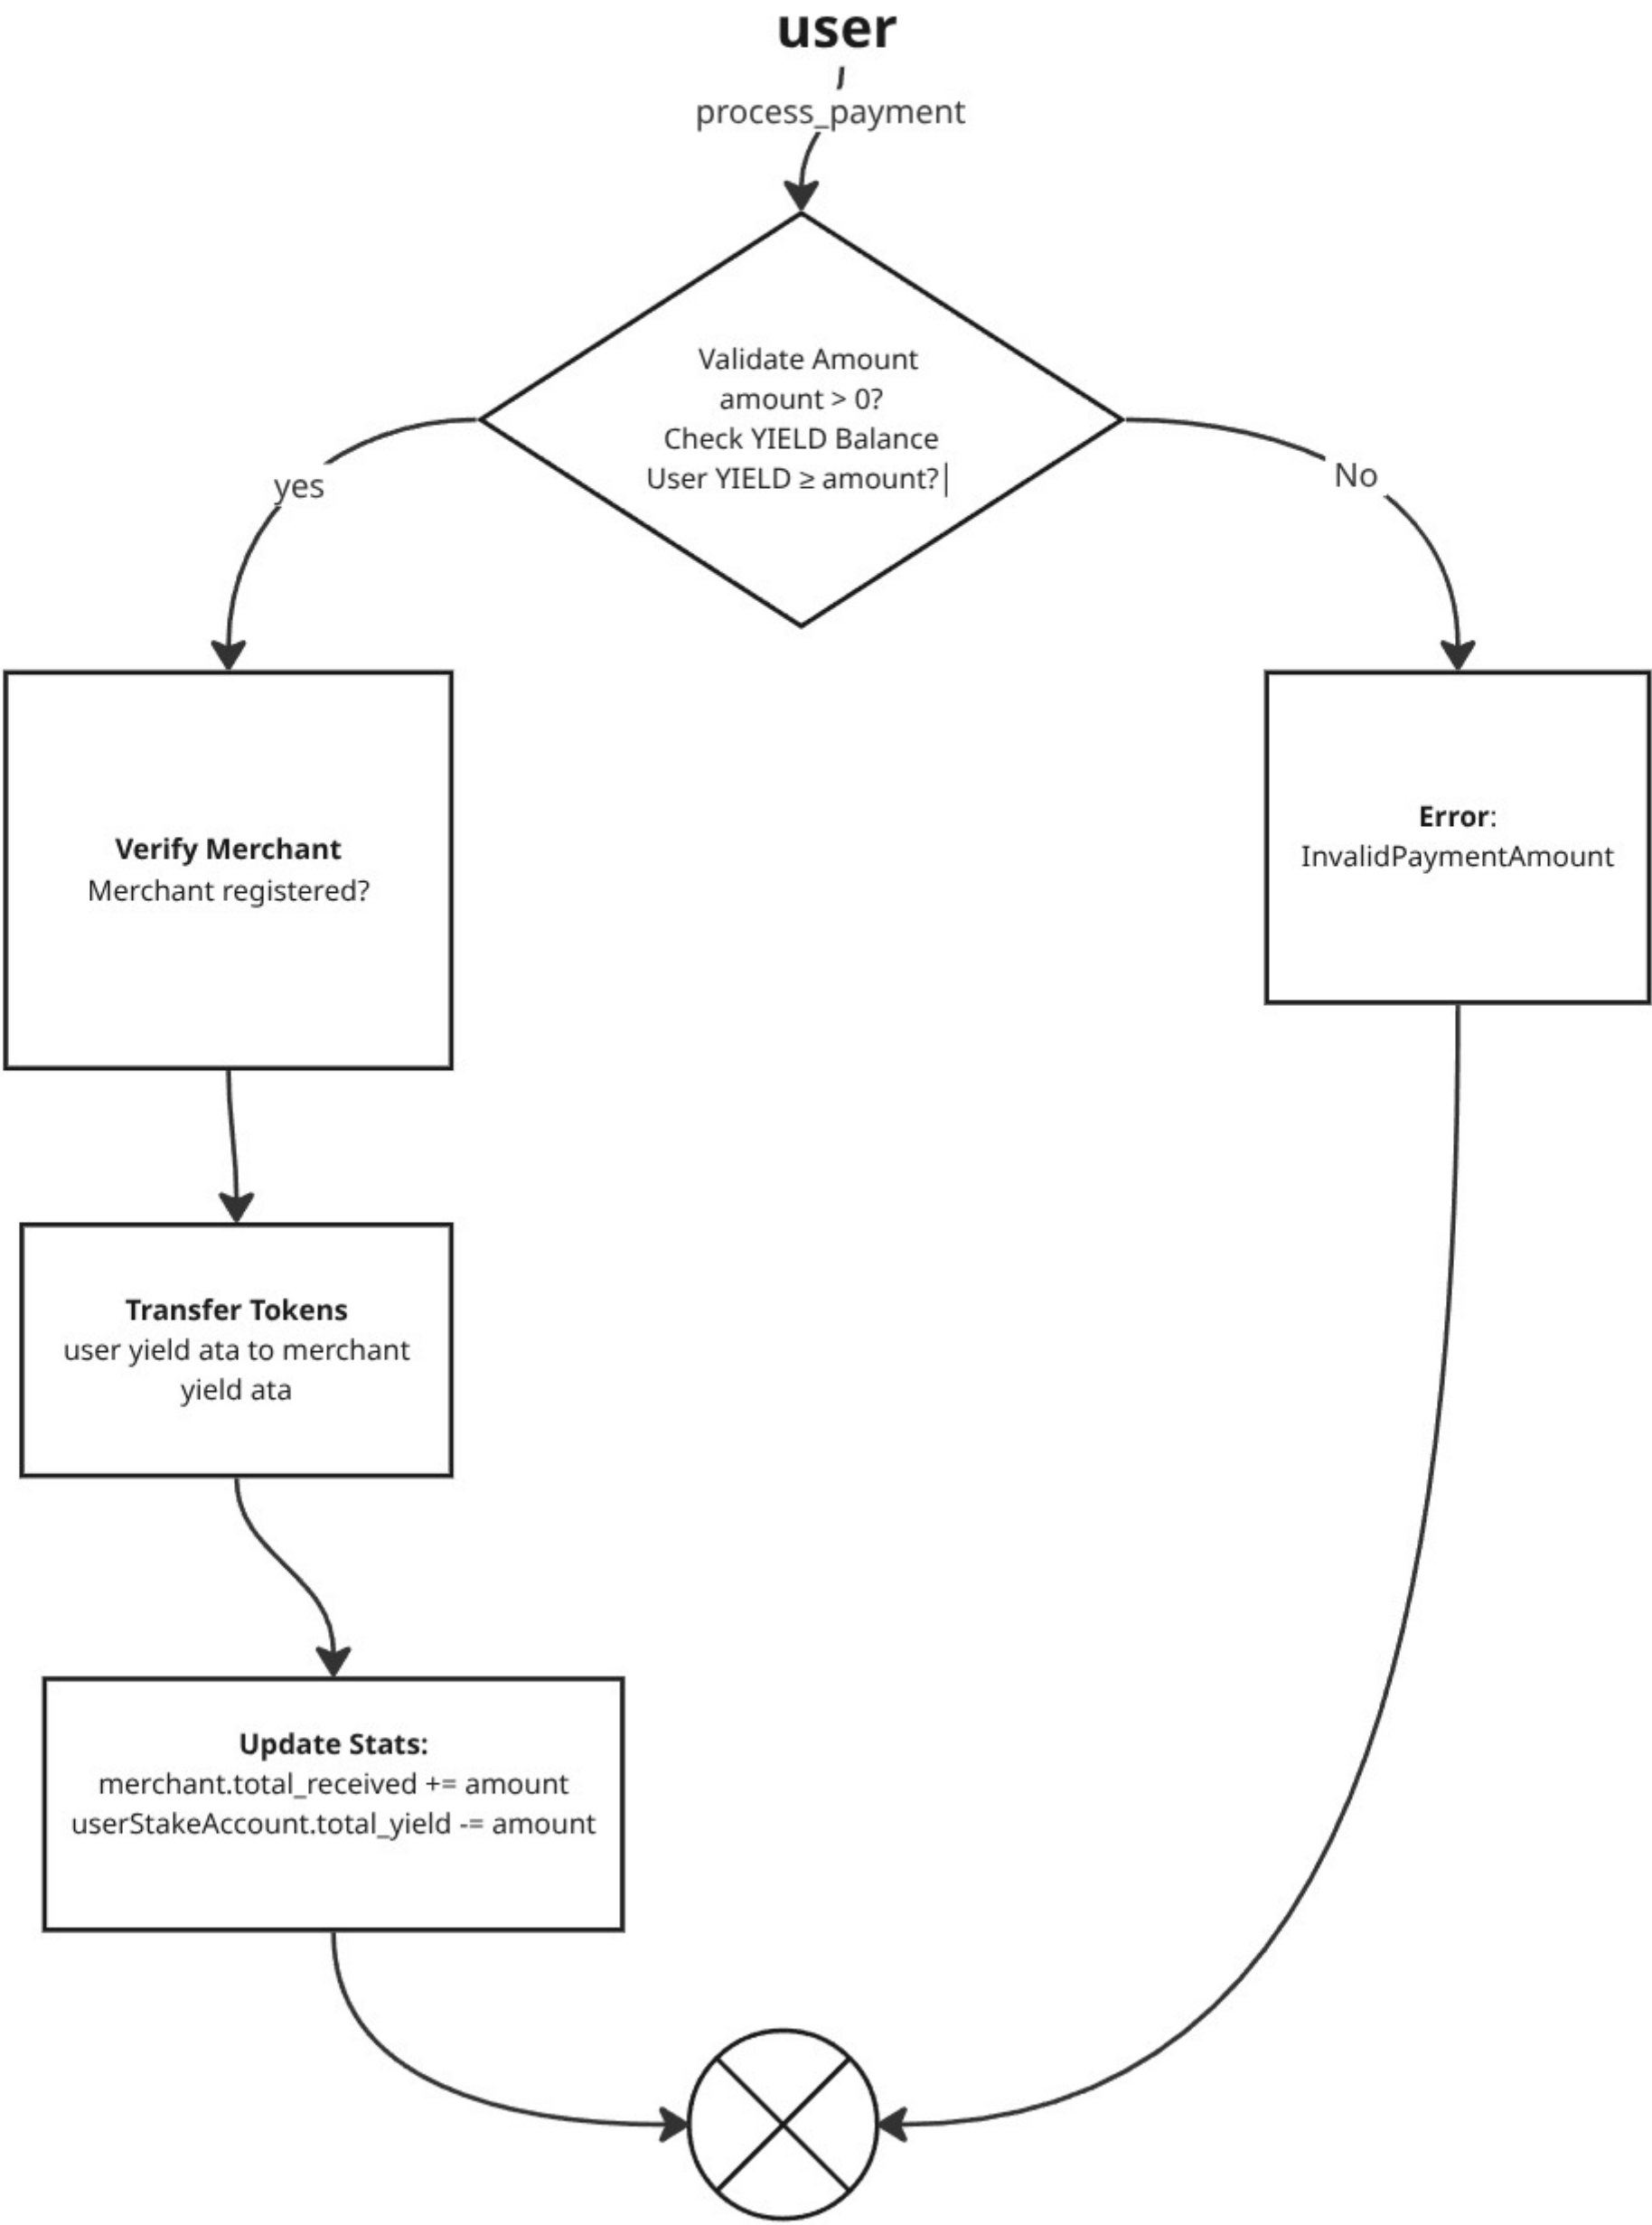 user
process_payment
Validate Amount
amount > 0?
Check YIELD Balance
User YIELD ≥ amount?
yes
No
Verify Merchant
Merchant registered?
Error:
InvalidPaymentAmount
Transfer Tokens
user yield ata to merchant
yield ata
Update Stats:
merchant.total_received += amount
userStakeAccount.total_yield -= amount